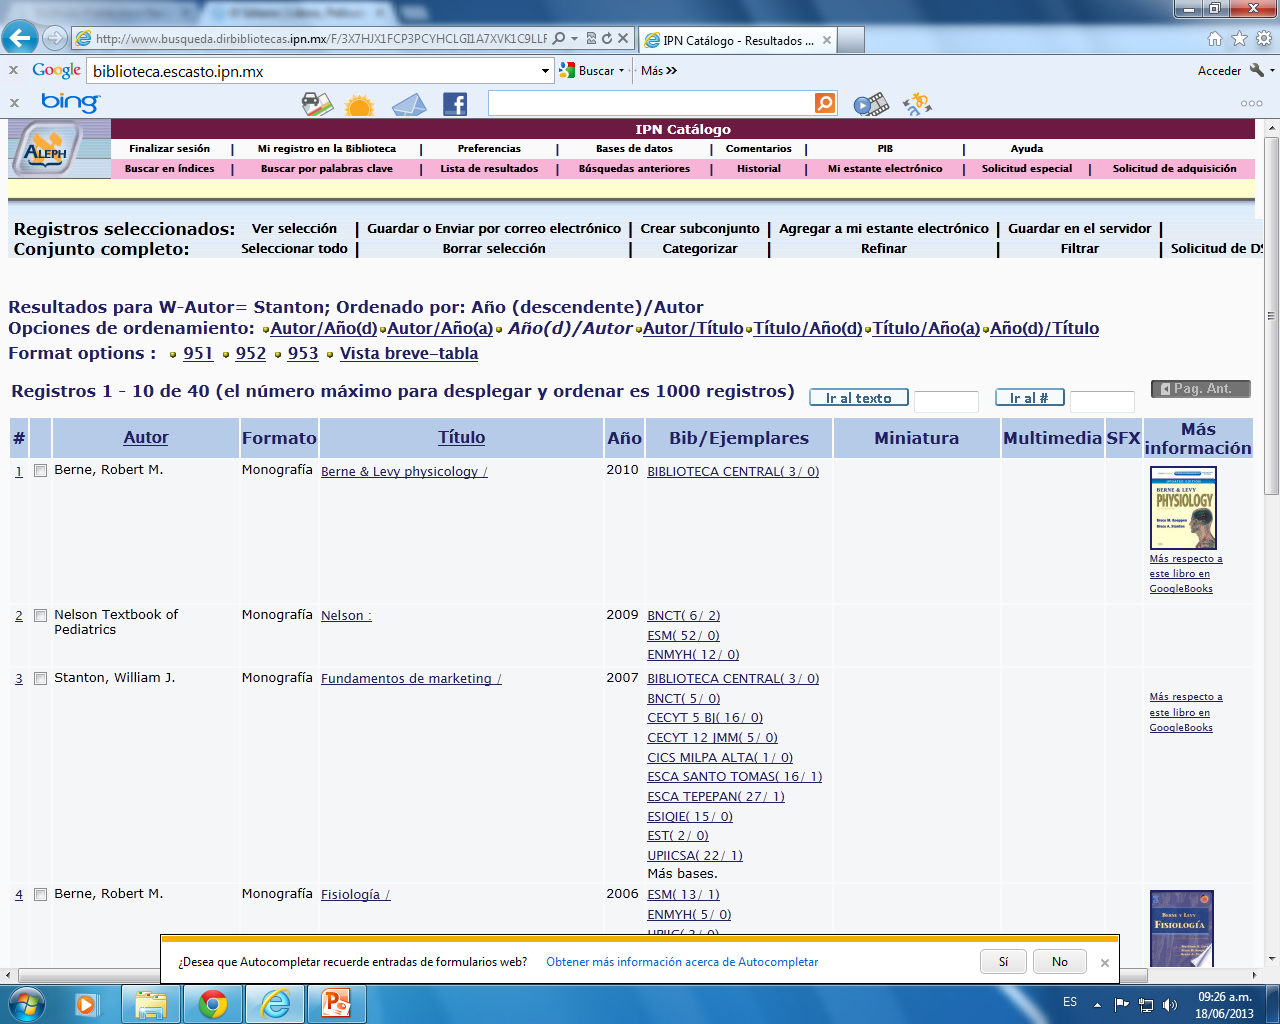 http://www.busqueda.dirbibliotecas.ipn.mx/F/3X7HJX1FCP3PCYHCLGI1A7XVK1C9LLF
IPN Catálogo - Resultados ...
Google biblioteca.escasto.ipn.mx Buscar Más Acceder
bing
ALEPH
IPN Catálogo
Finalizar sesión | Mi registro en la Biblioteca | Preferencias | Bases de datos | Comentarios | PIB | Ayuda
Buscar en índices | Buscar por palabras clave | Lista de resultados | Búsquedas anteriores | Historial | Mi estante electrónico | Solicitud especial | Solicitud de adquisición
Registros seleccionados: Ver selección | Guardar o Enviar por correo electrónico | Crear subconjunto | Agregar a mi estante electrónico | Guardar en el servidor |
Conjunto completo: Seleccionar todo | Borrar selección | Categorizar | Refinar | Filtrar | Solicitud de DS
Resultados para W-Autor= Stanton; Ordenado por: Año (descendente)/Autor
Opciones de ordenamiento: Autor/Año(d) Autor/Año(a) Año(d)/Autor Autor/Título Título/Año(d) Título/Año(a) Año(d)/Título
Format options : 951 952 953 Vista breve-tabla
Registros 1 - 10 de 40 (el número máximo para desplegar y ordenar es 1000 registros) Ir al texto Ir al # Pag. Ant.
# Autor Formato Título Año Bib/Ejemplares Miniatura Multimedia SFX Más información
1 Berne, Robert M. Monografía Berne & Levy physicology / 2010 BIBLIOTECA CENTRAL( 3/ 0)
BERNE & LEVY
PHYSIOLOGY
Más respecto a
este libro en
GoogleBooks
2 Nelson Textbook of Pediatrics Monografía Nelson : 2009 BNCT( 6/ 2)
ESM( 52/ 0)
ENMYH( 12/ 0)
3 Stanton, William J. Monografía Fundamentos de marketing / 2007 BIBLIOTECA CENTRAL( 3/ 0)
BNCT( 5/ 0)
CECYT 5 BJ( 16/ 0)
CECYT 12 JMM( 5/ 0)
CICS MILPA ALTA( 1/ 0)
ESCA SANTO TOMAS( 16/ 1)
ESCA TEPEPAN( 27/ 1)
ESIQIE( 15/ 0)
EST( 2/ 0)
UPIICSA( 22/ 1)
Más bases.
Más respecto a
este libro en
GoogleBooks
4 Berne, Robert M. Monografía Fisiología / 2006 ESM( 13/ 1)
ENMYH( 5/ 0)
BERNE Y LEVY
FISIOLOGÍA
¿Desea que Autocompletar recuerde entradas de formularios web? Obtener más información acerca de Autocompletar Sí No
ES
09:26 a.m.
18/06/2013